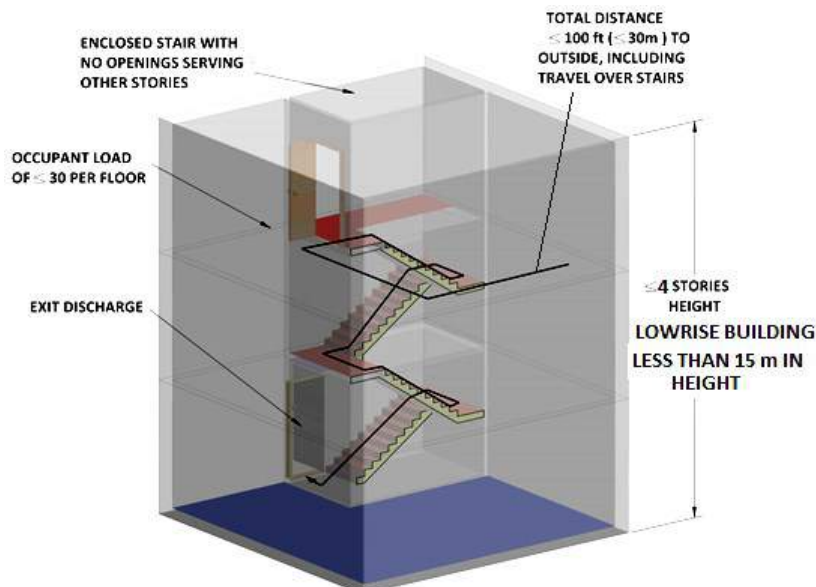 ENCLOSED STAIR WITH
NO OPENINGS SERVING
OTHER STORIES
TOTAL DISTANCE
≤ 100 ft (≤ 30m ) TO
OUTSIDE, INCLUDING
TRAVEL OVER STAIRS
OCCUPANT LOAD
OF ≤ 30 PER FLOOR
EXIT DISCHARGE
≤4 STORIES
HEIGHT
LOWRISE BUILDING
LESS THAN 15 m IN
HEIGHT